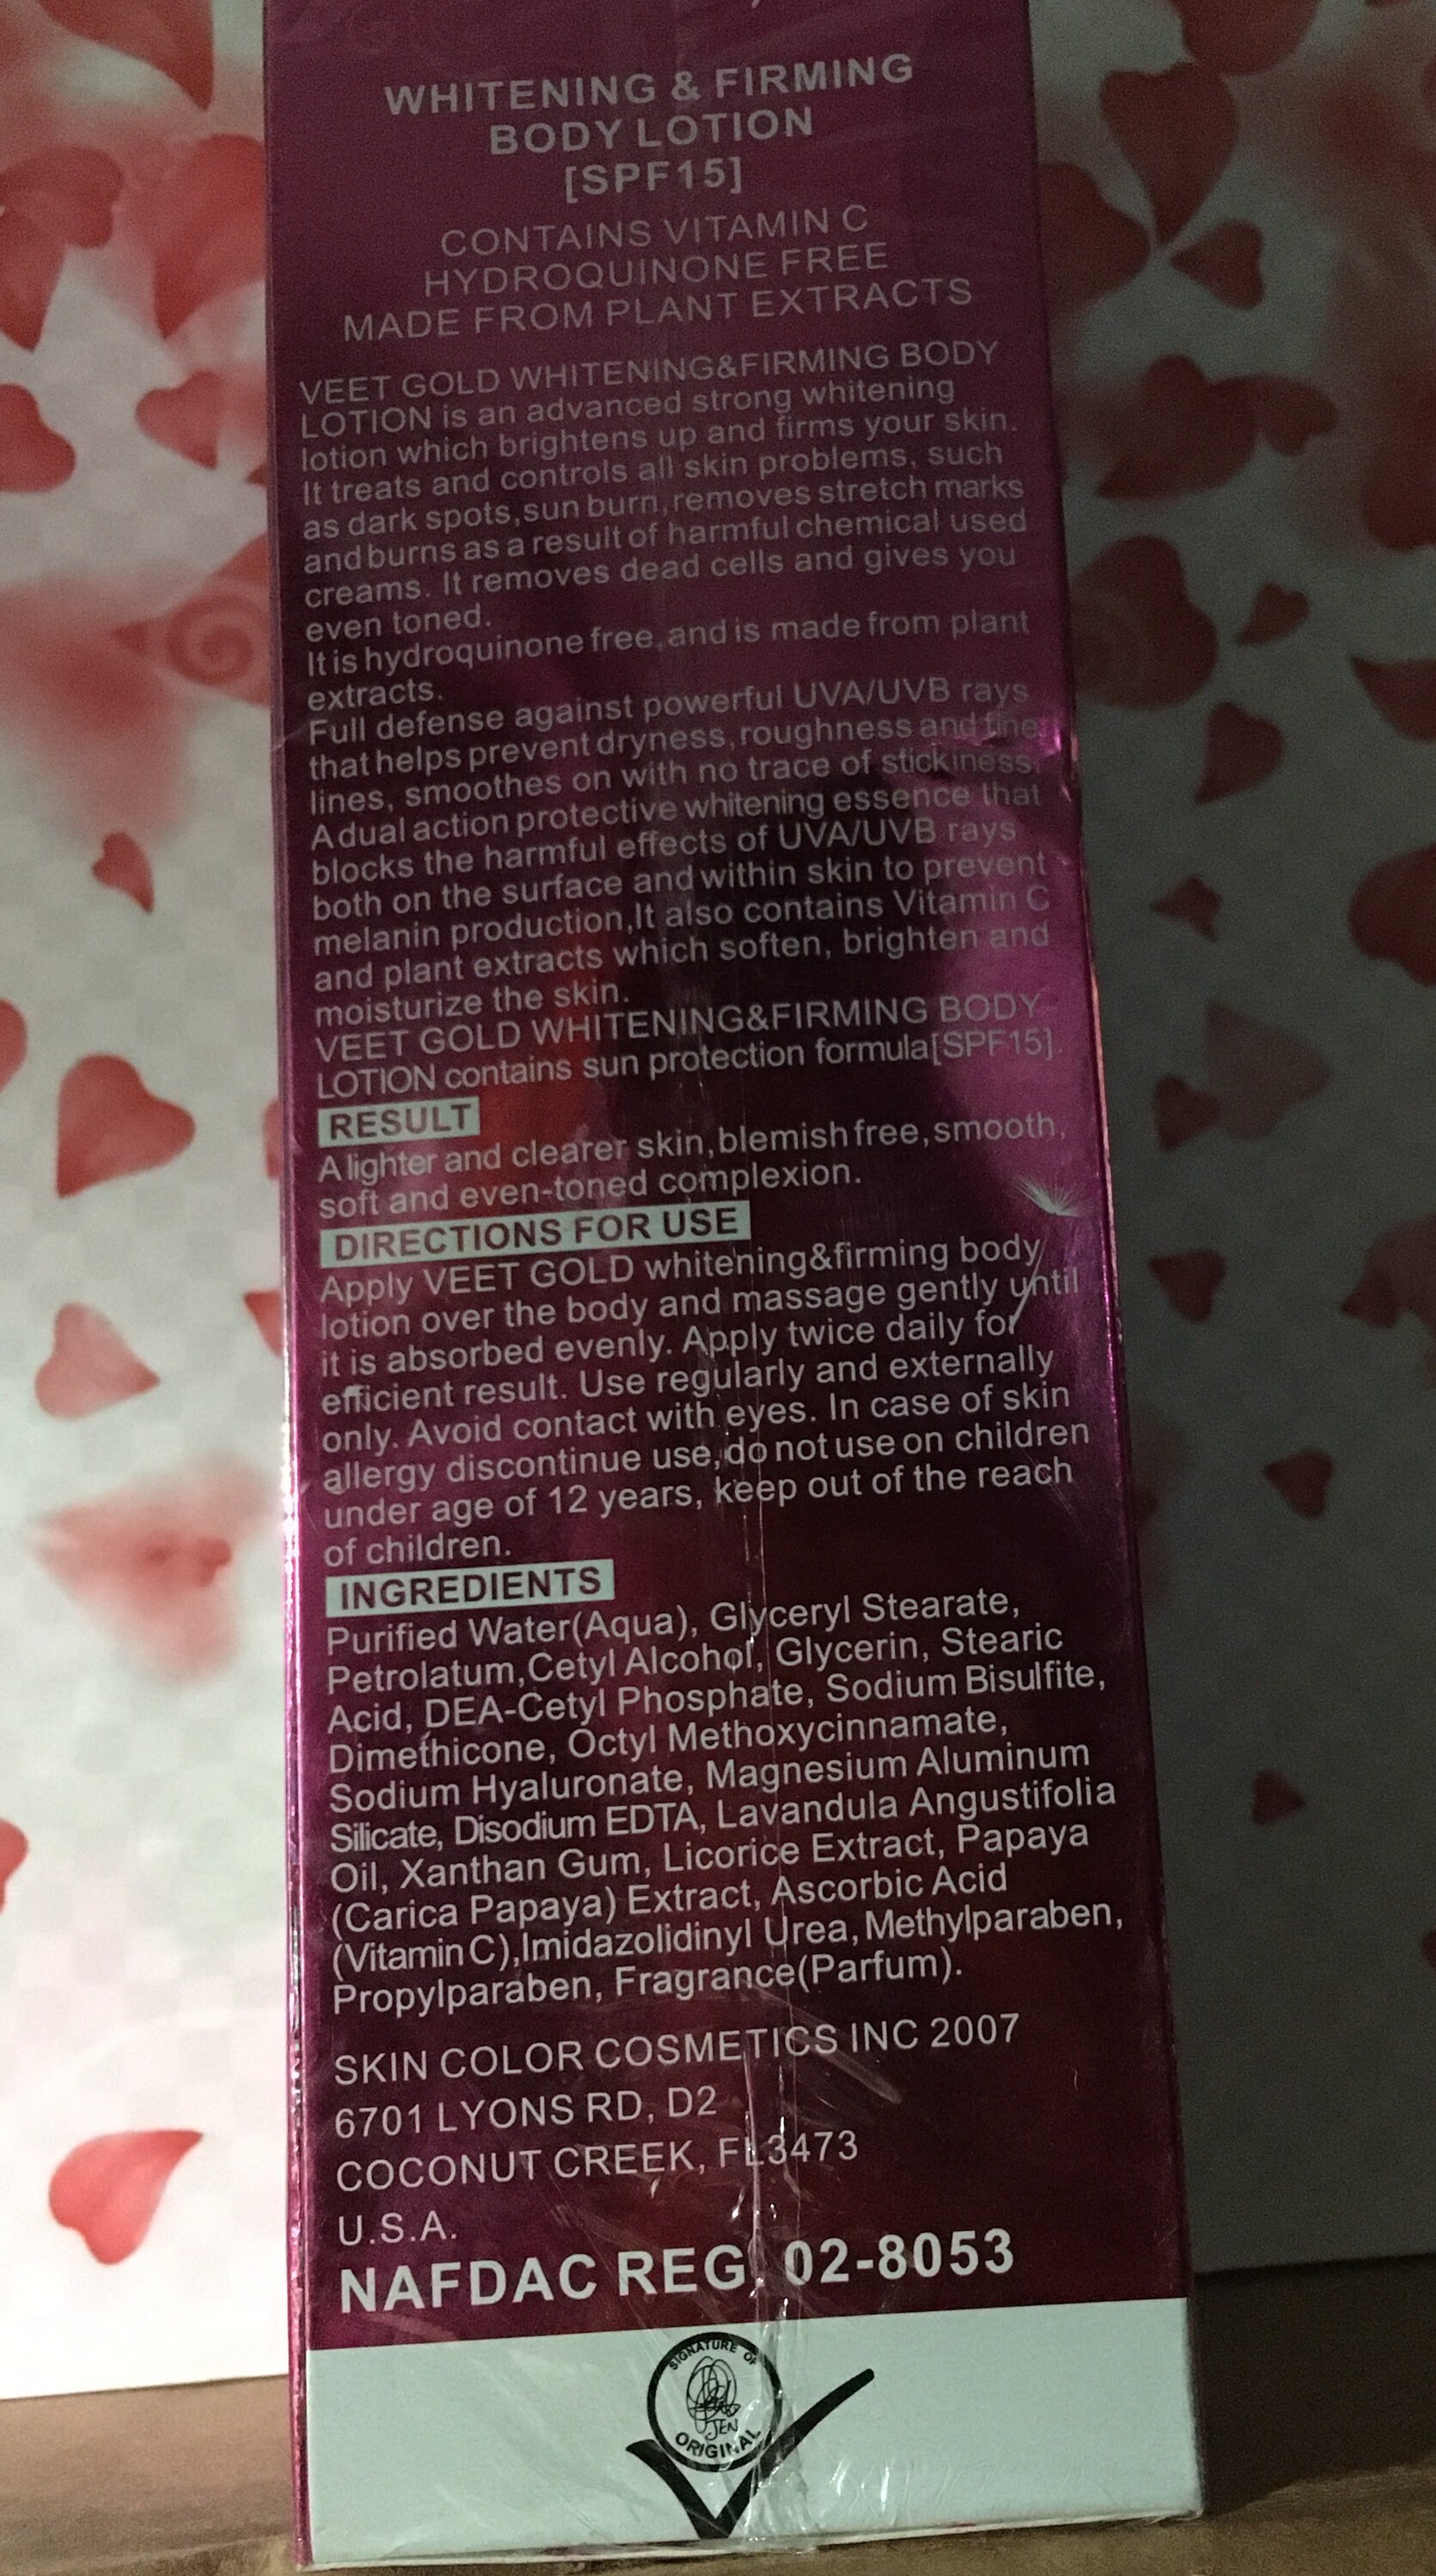 WHITENING & FIRMING
BODY LOTION
[SPF15]
CONTAINS VITAMIN C
HYDROQUINONE FREE
MADE FROM PLANT EXTRACTS
VEET GOLD WHITENING&FIRMING BODY
LOTION is an advanced strong whitening
lotion which brightens up and firms your skin.
It treats and controls all skin problems, such
as dark spots,sun burn,removes stretch marks
and burns as a result of harmful chemical used
creams. It removes dead cells and gives you
even toned.
It is hydroquinone free,and is made from plant
extracts.
Full defense against powerful UVA/UVB rays
that helps prevent dryness,roughness and fine
lines, smoothes on with no trace of stickiness.
A dual action protective whitening essence that
blocks the harmful effects of UVA/UVB rays
both on the surface and within skin to prevent
melanin production,It also contains Vitamin C
and plant extracts which soften, brighten and
moisturize the skin.
VEET GOLD WHITENING&FIRMING BODY
LOTION contains sun protection formula[SPF15].
RESULT
A lighter and clearer skin,blemish free,smooth,
soft and even-toned complexion.
DIRECTIONS FOR USE
Apply VEET GOLD whitening&firming body
lotion over the body and massage gently until
it is absorbed evenly. Apply twice daily for
efficient result. Use regularly and externally
only. Avoid contact with eyes. In case of skin
allergy discontinue use,do not use on children
under age of 12 years, keep out of the reach
of children.
INGREDIENTS
Purified Water(Aqua), Glyceryl Stearate,
Petrolatum,Cetyl Alcohol, Glycerin, Stearic
Acid, DEA-Cetyl Phosphate, Sodium Bisulfite,
Dimethicone, Octyl Methoxycinnamate,
Sodium Hyaluronate, Magnesium Aluminum
Silicate, Disodium EDTA, Lavandula Angustifolia
Oil, Xanthan Gum, Licorice Extract, Papaya
(Carica Papaya) Extract, Ascorbic Acid
(Vitamin C),Imidazolidinyl Urea, Methylparaben,
Propylparaben, Fragrance(Parfum).
SKIN COLOR COSMETICS INC 2007
6701 LYONS RD, D2
COCONUT CREEK, FL3473
U.S.A.
NAFDAC REG 02-8053
SIGNATURE OF
JEN
ORIGINAL